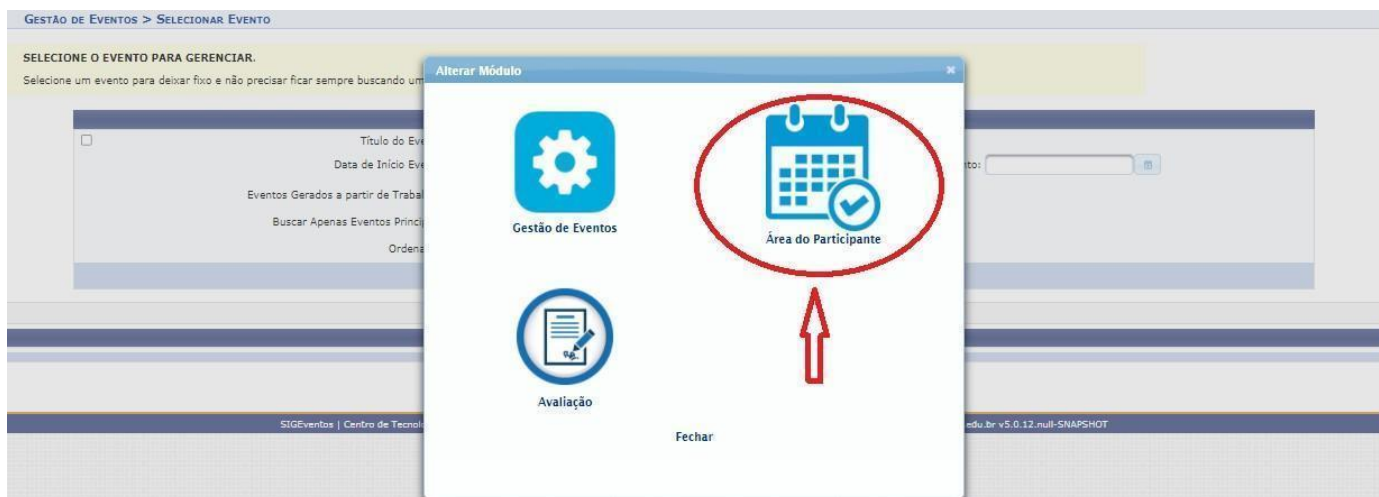 GESTÃO DE EVENTOS > SELECIONAR EVENTO
SELECIONE O EVENTO PARA GERENCIAR.
Selecione um evento para deixar fixo e não precisar ficar sempre buscando um
Alterar Módulo
Título do Eve
Data de Início Eve
nto:
Eventos Gerados a partir de Trabal
Buscar Apenas Eventos Princip
Ordena
Gestão de Eventos
Área do Participante
Avaliação
Fechar
SIGEventos | Centro de Tecnolo
edu.br v5.0.12.null-SNAPSHOT